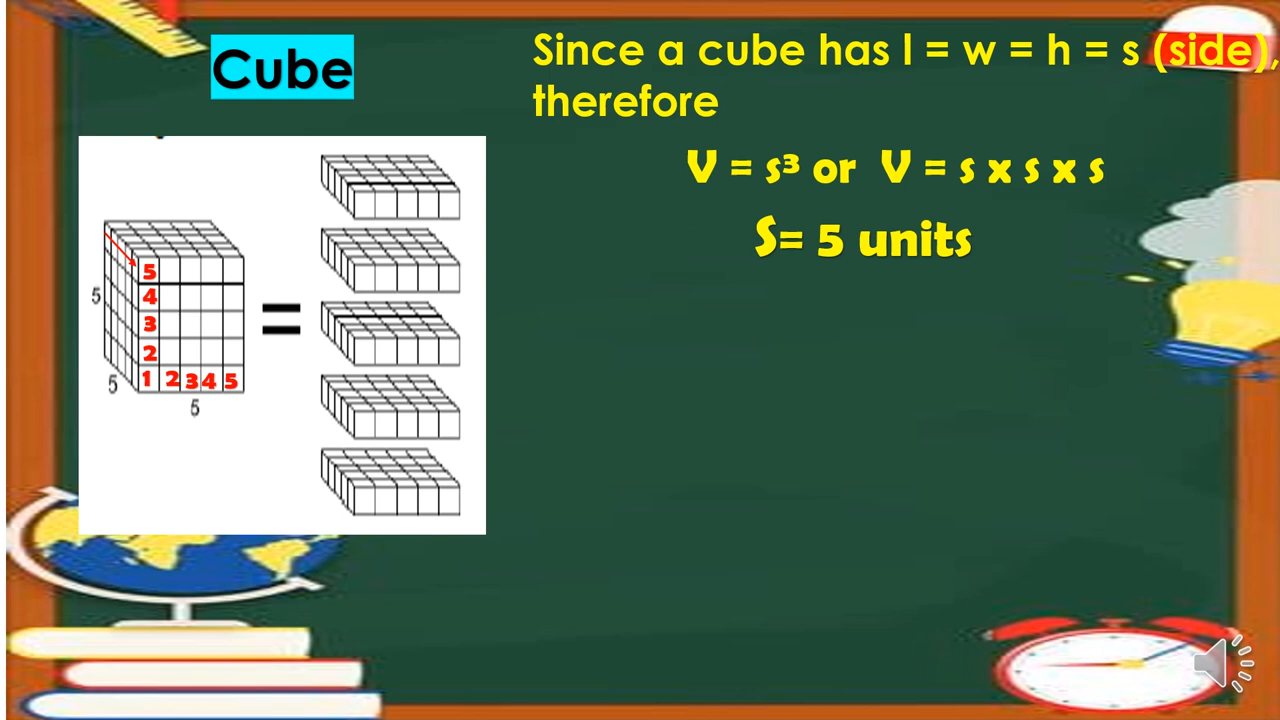 Cube
Since a cube has l = w = h = s (side),
therefore
V = s³ or V = s x s x s
S= 5 units
5
4
3
2
1 2 3 4 5
5
5
5
=